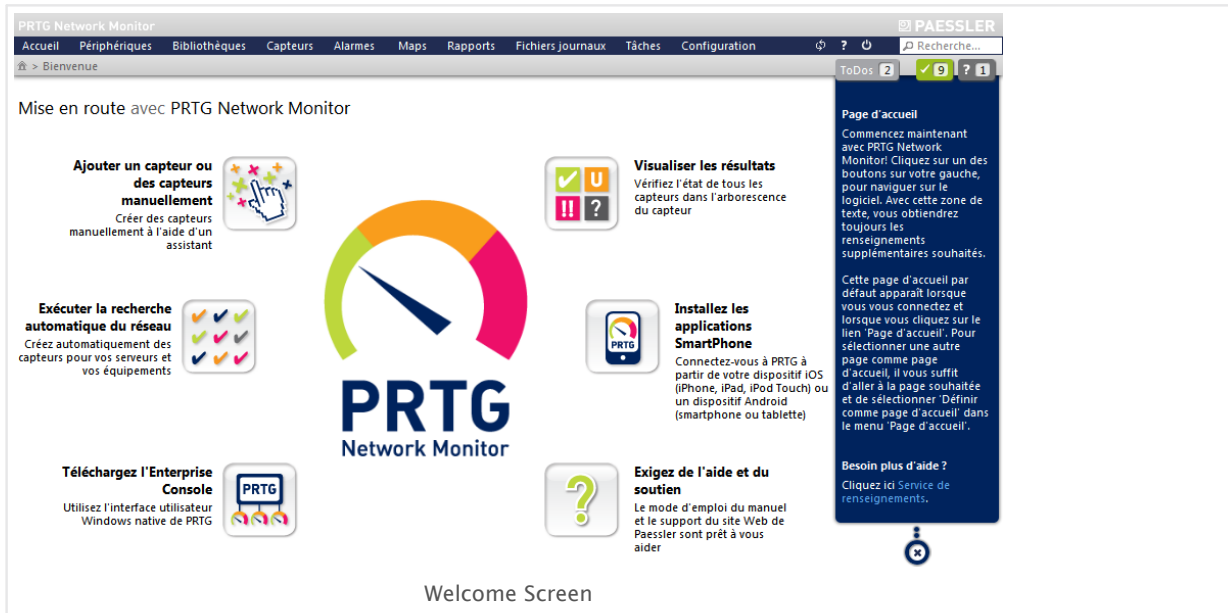 PRTG Network Monitor
PAESSLER
Accueil Périphériques Bibliothèques Capteurs Alarmes Maps Rapports Fichiers journaux Tâches Configuration ? Recherche...
> Bienvenue
ToDos 2 9 ? 1
Mise en route avec PRTG Network Monitor
Ajouter un capteur ou
des capteurs
manuellement
Créer des capteurs
manuellement à l'aide d'un
assistant
U
!! ?
Visualiser les résultats
Vérifiez l'état de tous les
capteurs dans l'arborescence
du capteur
Exécuter la recherche
automatique du réseau
Créez automatiquement des
capteurs pour vos serveurs et
vos équipements
PRTG
Network Monitor
PRTG
Installez les
applications
SmartPhone
Connectez-vous à PRTG à
partir de votre dispositif iOS
(iPhone, iPad, iPod Touch) ou
un dispositif Android
(smartphone ou tablette)
Téléchargez l'Enterprise
Console
Utilisez l'interface utilisateur
Windows native de PRTG
PRTG
?
Exigez de l'aide et du
soutien
Le mode d'emploi du manuel
et le support du site Web de
Paessler sont prêt à vous
aider
Page d'accueil
Commencez maintenant
avec PRTG Network
Monitor! Cliquez sur un des
boutons sur votre gauche,
pour naviguer sur le
logiciel. Avec cette zone de
texte, vous obtiendrez
toujours les
renseignements
supplémentaires souhaités.
Cette page d'accueil par
défaut apparaît lorsque
vous vous connectez et
lorsque vous cliquez sur le
lien 'Page d'accueil'. Pour
sélectionner une autre
page comme page
d'accueil, il vous suffit
d'aller à la page souhaitée
et de sélectionner 'Définir
comme page d'accueil' dans
le menu 'Page d'accueil'.
Besoin plus d'aide ?
Cliquez ici Service de
renseignements.
Welcome Screen